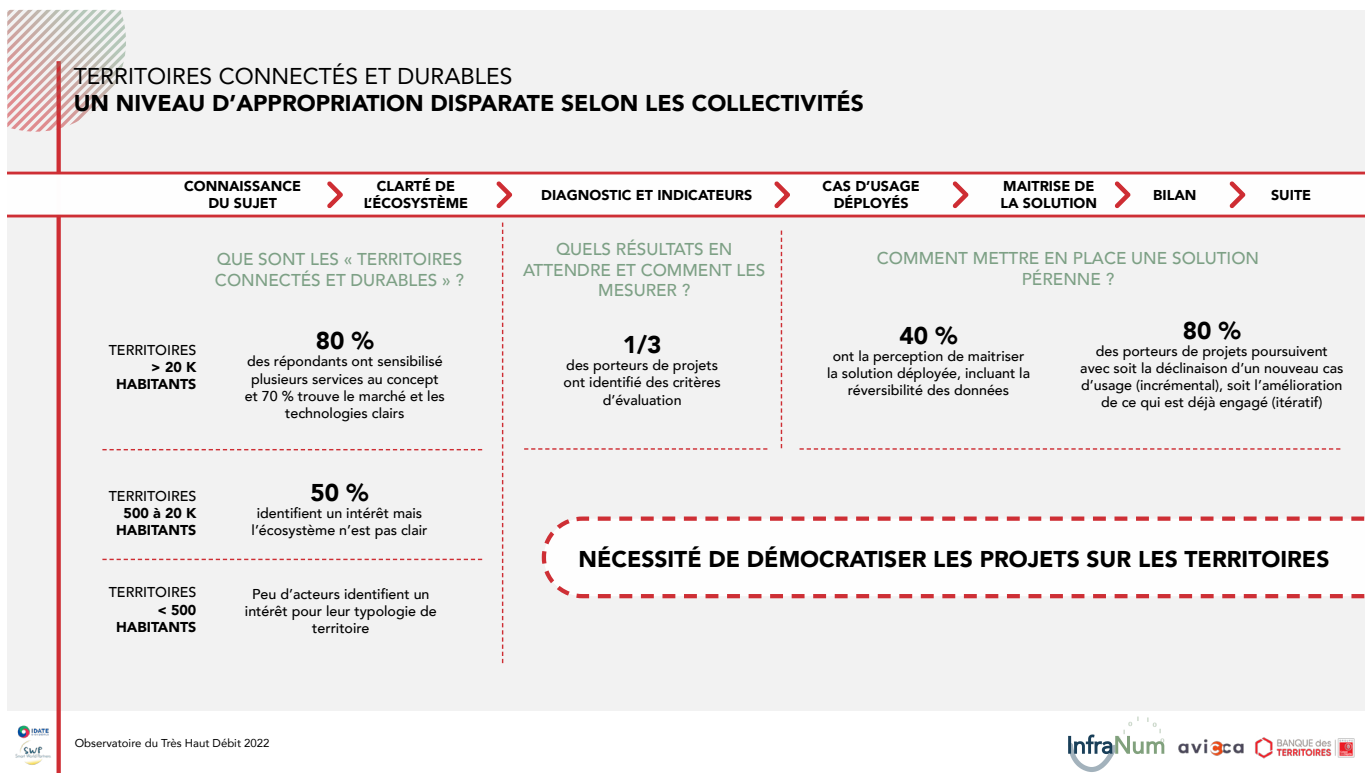 TERRITOIRES CONNECTÉS ET DURABLES
UN NIVEAU D'APPROPRIATION DISPARATE SELON LES COLLECTIVITÉS
CONNAISSANCE
DU SUJET
CLARTÉ DE
L'ÉCOSYSTÈME
DIAGNOSTIC ET INDICATEURS
CAS D'USAGE
DÉPLOYÉS
MAITRISE DE
LA SOLUTION
BILAN
SUITE
QUE SONT LES « TERRITOIRES
CONNECTÉS ET DURABLES » ?
QUELS RÉSULTATS EN
ATTENDRE ET COMMENT LES
MESURER ?
COMMENT METTRE EN PLACE UNE SOLUTION
PÉRENNE ?
TERRITOIRES
> 20 K
HABITANTS
80 %
des répondants ont sensibilisé
plusieurs services au concept
et 70 % trouve le marché et les
technologies clairs
1/3
des porteurs de projets
ont identifié des critères
d'évaluation
40 %
ont la perception de maitriser
la solution déployée, incluant la
réversibilité des données
80 %
des porteurs de projets poursuivent
avec soit la déclinaison d'un nouveau cas
d'usage (incrémental), soit l'amélioration
de ce qui est déjà engagé (itératif)
TERRITOIRES
500 à 20 K
HABITANTS
50 %
identifient un intérêt mais
l'écosystème n'est pas clair
NÉCESSITÉ DE DÉMOCRATISER LES PROJETS SUR LES TERRITOIRES
TERRITOIRES
< 500
HABITANTS
Peu d'acteurs identifient un
intérêt pour leur typologie de
territoire
IDATE
SWF
Observatoire du Très Haut Débit 2022
InfraNum
avicca
BANQUE des
TERRITOIRES